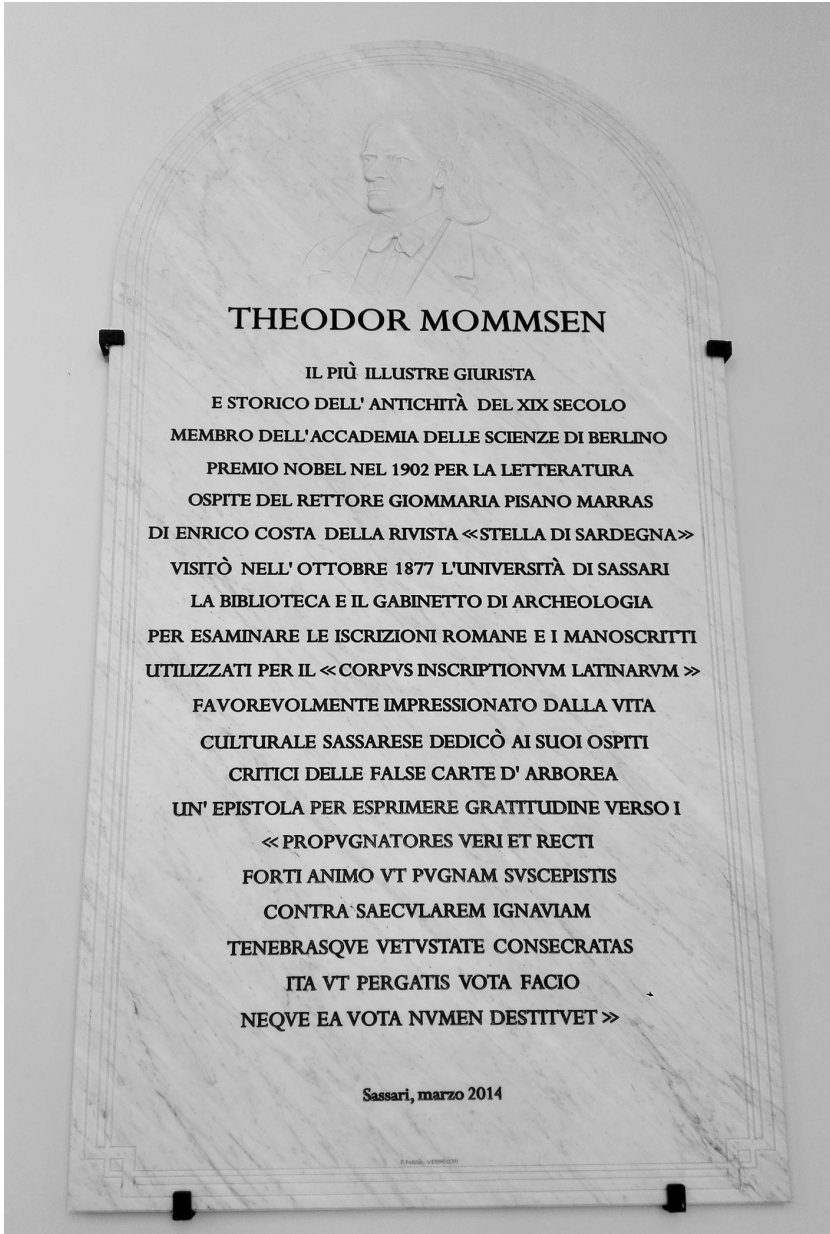 THEODOR MOMMSEN
IL PIÙ ILLUSTRE GIURISTA
E STORICO DELL' ANTICHITÀ DEL XIX SECOLO
MEMBRO DELL'ACCADEMIA DELLE SCIENZE DI BERLINO
PREMIO NOBEL NEL 1902 PER LA LETTERATURA
OSPITE DEL RETTORE GIOMMARIA PISANO MARRAS
DI ENRICO COSTA DELLA RIVISTA «STELLA DI SARDEGNA»
VISITÒ NELL' OTTOBRE 1877 L'UNIVERSITÀ DI SASSARI
LA BIBLIOTECA E IL GABINETTO DI ARCHEOLOGIA
PER ESAMINARE LE ISCRIZIONI ROMANE E I MANOSCRITTI
UTILIZZATI PER IL «CORPVS INSCRIPTIONVM LATINARVM »
FAVOREVOLMENTE IMPRESSIONATO DALLA VITA
CULTURALE SASSARESE DEDICÒ AI SUOI OSPITI
CRITICI DELLE FALSE CARTE D' ARBOREA
UN' EPISTOLA PER ESPRIMERE GRATITUDINE VERSO I
« PROPVGNATORES VERI ET RECTI
FORTI ANIMO VT PVGNAM SVSCEPISTIS
CONTRA SAECVLAREM IGNAVIAM
TENEBRASQVE VETVSTATE CONSECRATAS
ITA VT PERGATIS VOTA FACIO
NEQVE EA VOTA NVMEN DESTITVET »
Sassari, marzo 2014